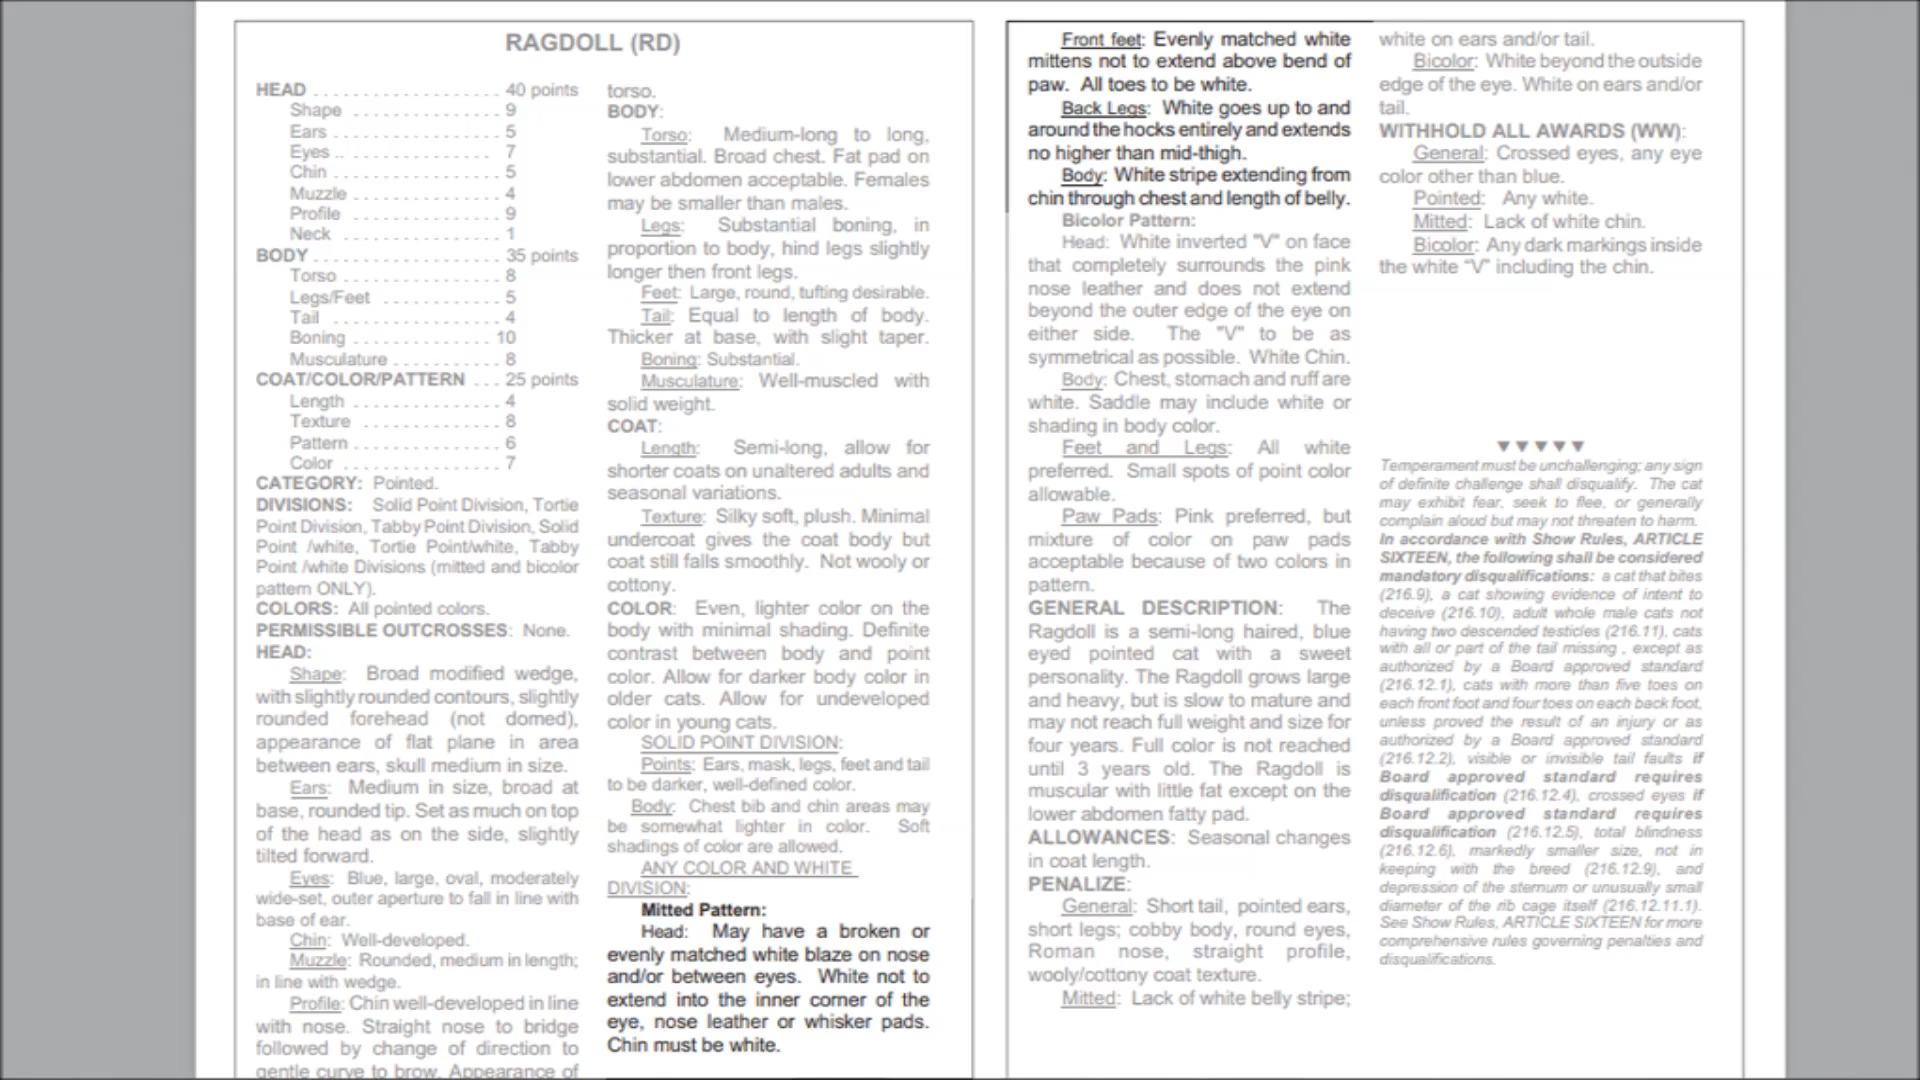 RAGDOLL (RD)
HEAD . . . . . . . . . . . . . . . . . . . 40 points
Shape . . . . . . . . . . . . . . . 9
Ears . . . . . . . . . . . . . . . . . 5
Eyes .. . . . . . . . . . . . . . . . 7
Chin . . . . . . . . . . . . . . . . . 5
Muzzle . . . . . . . . . . . . . . . 4
Profile . . . . . . . . . . . . . . . . 9
Neck . . . . . . . . . . . . . . . . 1
BODY . . . . . . . . . . . . . . . . . . . 35 points
Torso . . . . . . . . . . . . . . . . 8
Legs/Feet . . . . . . . . . . . . 5
Tail . . . . . . . . . . . . . . . . . 4
Boning . . . . . . . . . . . . . . 10
Musculature . . . . . . . . . . . 8
COAT/COLOR/PATTERN . . . 25 points
Length . . . . . . . . . . . . . . . 4
Texture . . . . . . . . . . . . . . 8
Pattern . . . . . . . . . . . . . . . 6
Color . . . . . . . . . . . . . . . . 7
CATEGORY: Pointed.
DIVISIONS: Solid Point Division, Tortie
Point Division, Tabby Point Division, Solid
Point /white, Tortie Point/white, Tabby
Point /white Divisions (mitted and bicolor
pattern ONLY).
COLORS: All pointed colors.
PERMISSIBLE OUTCROSSES: None.
HEAD:
Shape: Broad modified wedge,
with slightly rounded contours, slightly
rounded forehead (not domed),
appearance of flat plane in area
between ears, skull medium in size.
Ears: Medium in size, broad at
base, rounded tip. Set as much on top
of the head as on the side, slightly
tilted forward.
Eyes: Blue, large, oval, moderately
wide-set, outer aperture to fall in line with
base of ear.
Chin: Well-developed.
Muzzle: Rounded, medium in length;
in line with wedge.
Profile: Chin well-developed in line
with nose. Straight nose to bridge
followed by change of direction to
gentle curve to brow. Appearance of
torso.
BODY:
Torso: Medium-long to long,
substantial. Broad chest. Fat pad on
lower abdomen acceptable. Females
may be smaller than males.
Legs: Substantial boning, in
proportion to body, hind legs slightly
longer then front legs.
Feet: Large, round, tufting desirable.
Tail: Equal to length of body.
Thicker at base, with slight taper.
Boning: Substantial.
Musculature: Well-muscled with
solid weight.
COAT:
Length: Semi-long, allow for
shorter coats on unaltered adults and
seasonal variations.
Texture: Silky soft, plush. Minimal
undercoat gives the coat body but
coat still falls smoothly. Not wooly or
cottony.
COLOR: Even, lighter color on the
body with minimal shading. Definite
contrast between body and point
color. Allow for darker body color in
older cats. Allow for undeveloped
color in young cats.
SOLID POINT DIVISION:
Points: Ears, mask, legs, feet and tail
to be darker, well-defined color.
Body: Chest bib and chin areas may
be somewhat lighter in color. Soft
shadings of color are allowed.
ANY COLOR AND WHITE
DIVISION:
Mitted Pattern:
Head: May have a broken or
evenly matched white blaze on nose
and/or between eyes. White not to
extend into the inner corner of the
eye, nose leather or whisker pads.
Chin must be white.
Front feet: Evenly matched white
mittens not to extend above bend of
paw. All toes to be white.
Back Legs: White goes up to and
around the hocks entirely and extends
no higher than mid-thigh.
Body: White stripe extending from
chin through chest and length of belly.
Bicolor Pattern:
Head: White inverted "V" on face
that completely surrounds the pink
nose leather and does not extend
beyond the outer edge of the eye on
either side. The "V" to be as
symmetrical as possible. White Chin.
Body: Chest, stomach and ruff are
white. Saddle may include white or
shading in body color.
Feet and Legs: All white
preferred. Small spots of point color
allowable.
Paw Pads: Pink preferred, but
mixture of color on paw pads
acceptable because of two colors in
pattern.
GENERAL DESCRIPTION: The
Ragdoll is a semi-long haired, blue
eyed pointed cat with a sweet
personality. The Ragdoll grows large
and heavy, but is slow to mature and
may not reach full weight and size for
four years. Full color is not reached
until 3 years old. The Ragdoll is
muscular with little fat except on the
lower abdomen fatty pad.
ALLOWANCES: Seasonal changes
in coat length.
PENALIZE:
General: Short tail, pointed ears,
short legs; cobby body, round eyes,
Roman nose, straight profile,
wooly/cottony coat texture.
Mitted: Lack of white belly stripe;
white on ears and/or tail.
Bicolor: White beyond the outside
edge of the eye. White on ears and/or
tail.
WITHHOLD ALL AWARDS (WW):
General: Crossed eyes, any eye
color other than blue.
Pointed: Any white.
Mitted: Lack of white chin.
Bicolor: Any dark markings inside
the white “V” including the chin.
▼▼▼▼▼
Temperament must be unchallenging; any sign
of definite challenge shall disqualify. The cat
may exhibit fear, seek to flee, or generally
complain aloud but may not threaten to harm.
In accordance with Show Rules, ARTICLE
SIXTEEN, the following shall be considered
mandatory disqualifications: a cat that bites
(216.9), a cat showing evidence of intent to
deceive (216.10), adult whole male cats not
having two descended testicles (216.11), cats
with all or part of the tail missing , except as
authorized by a Board approved standard
(216.12.1), cats with more than five toes on
each front foot and four toes on each back foot,
unless proved the result of an injury or as
authorized by a Board approved standard
(216.12.2), visible or invisible tail faults if
Board approved standard requires
disqualification (216.12.4), crossed eyes if
Board approved standard requires
disqualification (216.12.5), total blindness
(216.12.6), markedly smaller size, not in
keeping with the breed (216.12.9), and
depression of the sternum or unusually small
diameter of the rib cage itself (216.12.11.1).
See Show Rules, ARTICLE SIXTEEN for more
comprehensive rules governing penalties and
disqualifications.